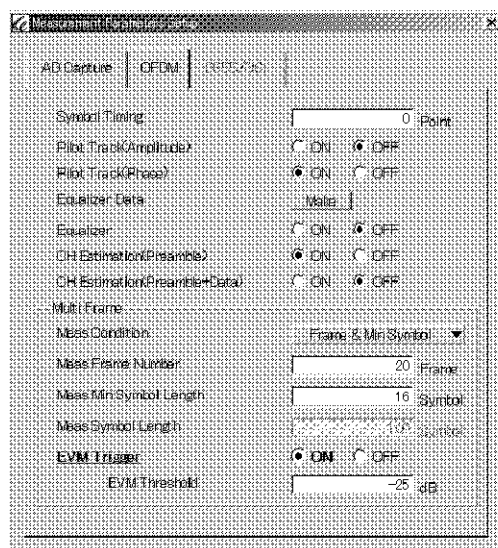 Measurement Parameters Setup
AD Capture OFDM
Symbol Timing 0 Point
Pilot Track(Amplitude) ON OFF
Pilot Track(Phase) ON OFF
Equalizer Data Make
Equalizer ON OFF
CH Estimation(Preamble) ON OFF
CH Estimation(Preamble+Data) ON OFF
Multi Frame
Meas Condition Frame & Min Symbol
Meas Frame Number 20 Frame
Meas Min Symbol Length 16 Symbol
Meas Symbol Length Symbol
EVM Trigger ON OFF
EVM Threshold -25 dB